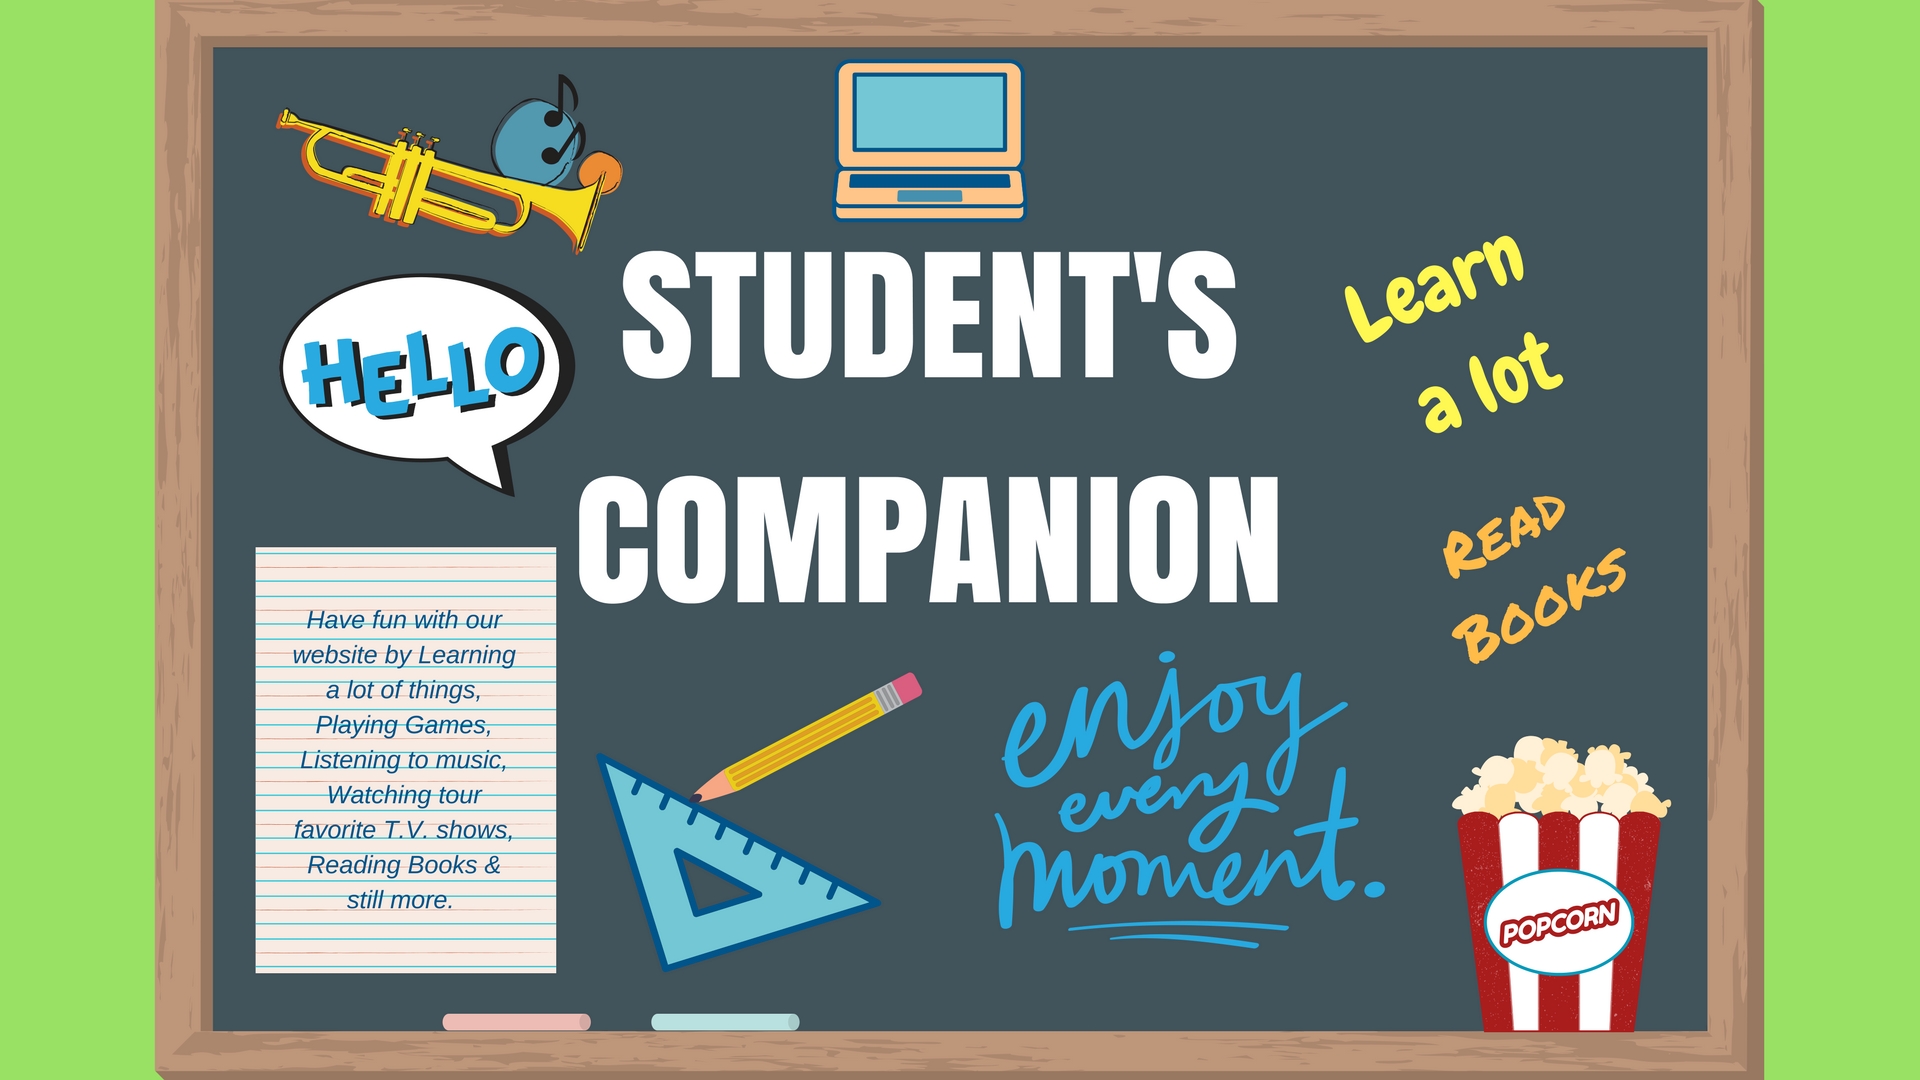 HELLO
STUDENT'S
COMPANION
Learn
a lot
READ
BOOKS
Have fun with our
website by Learning
a lot of things,
Playing Games,
Listening to music,
Watching tour
favorite T.V. shows,
Reading Books &
still more.
enjoy
every
moment.
POPCORN